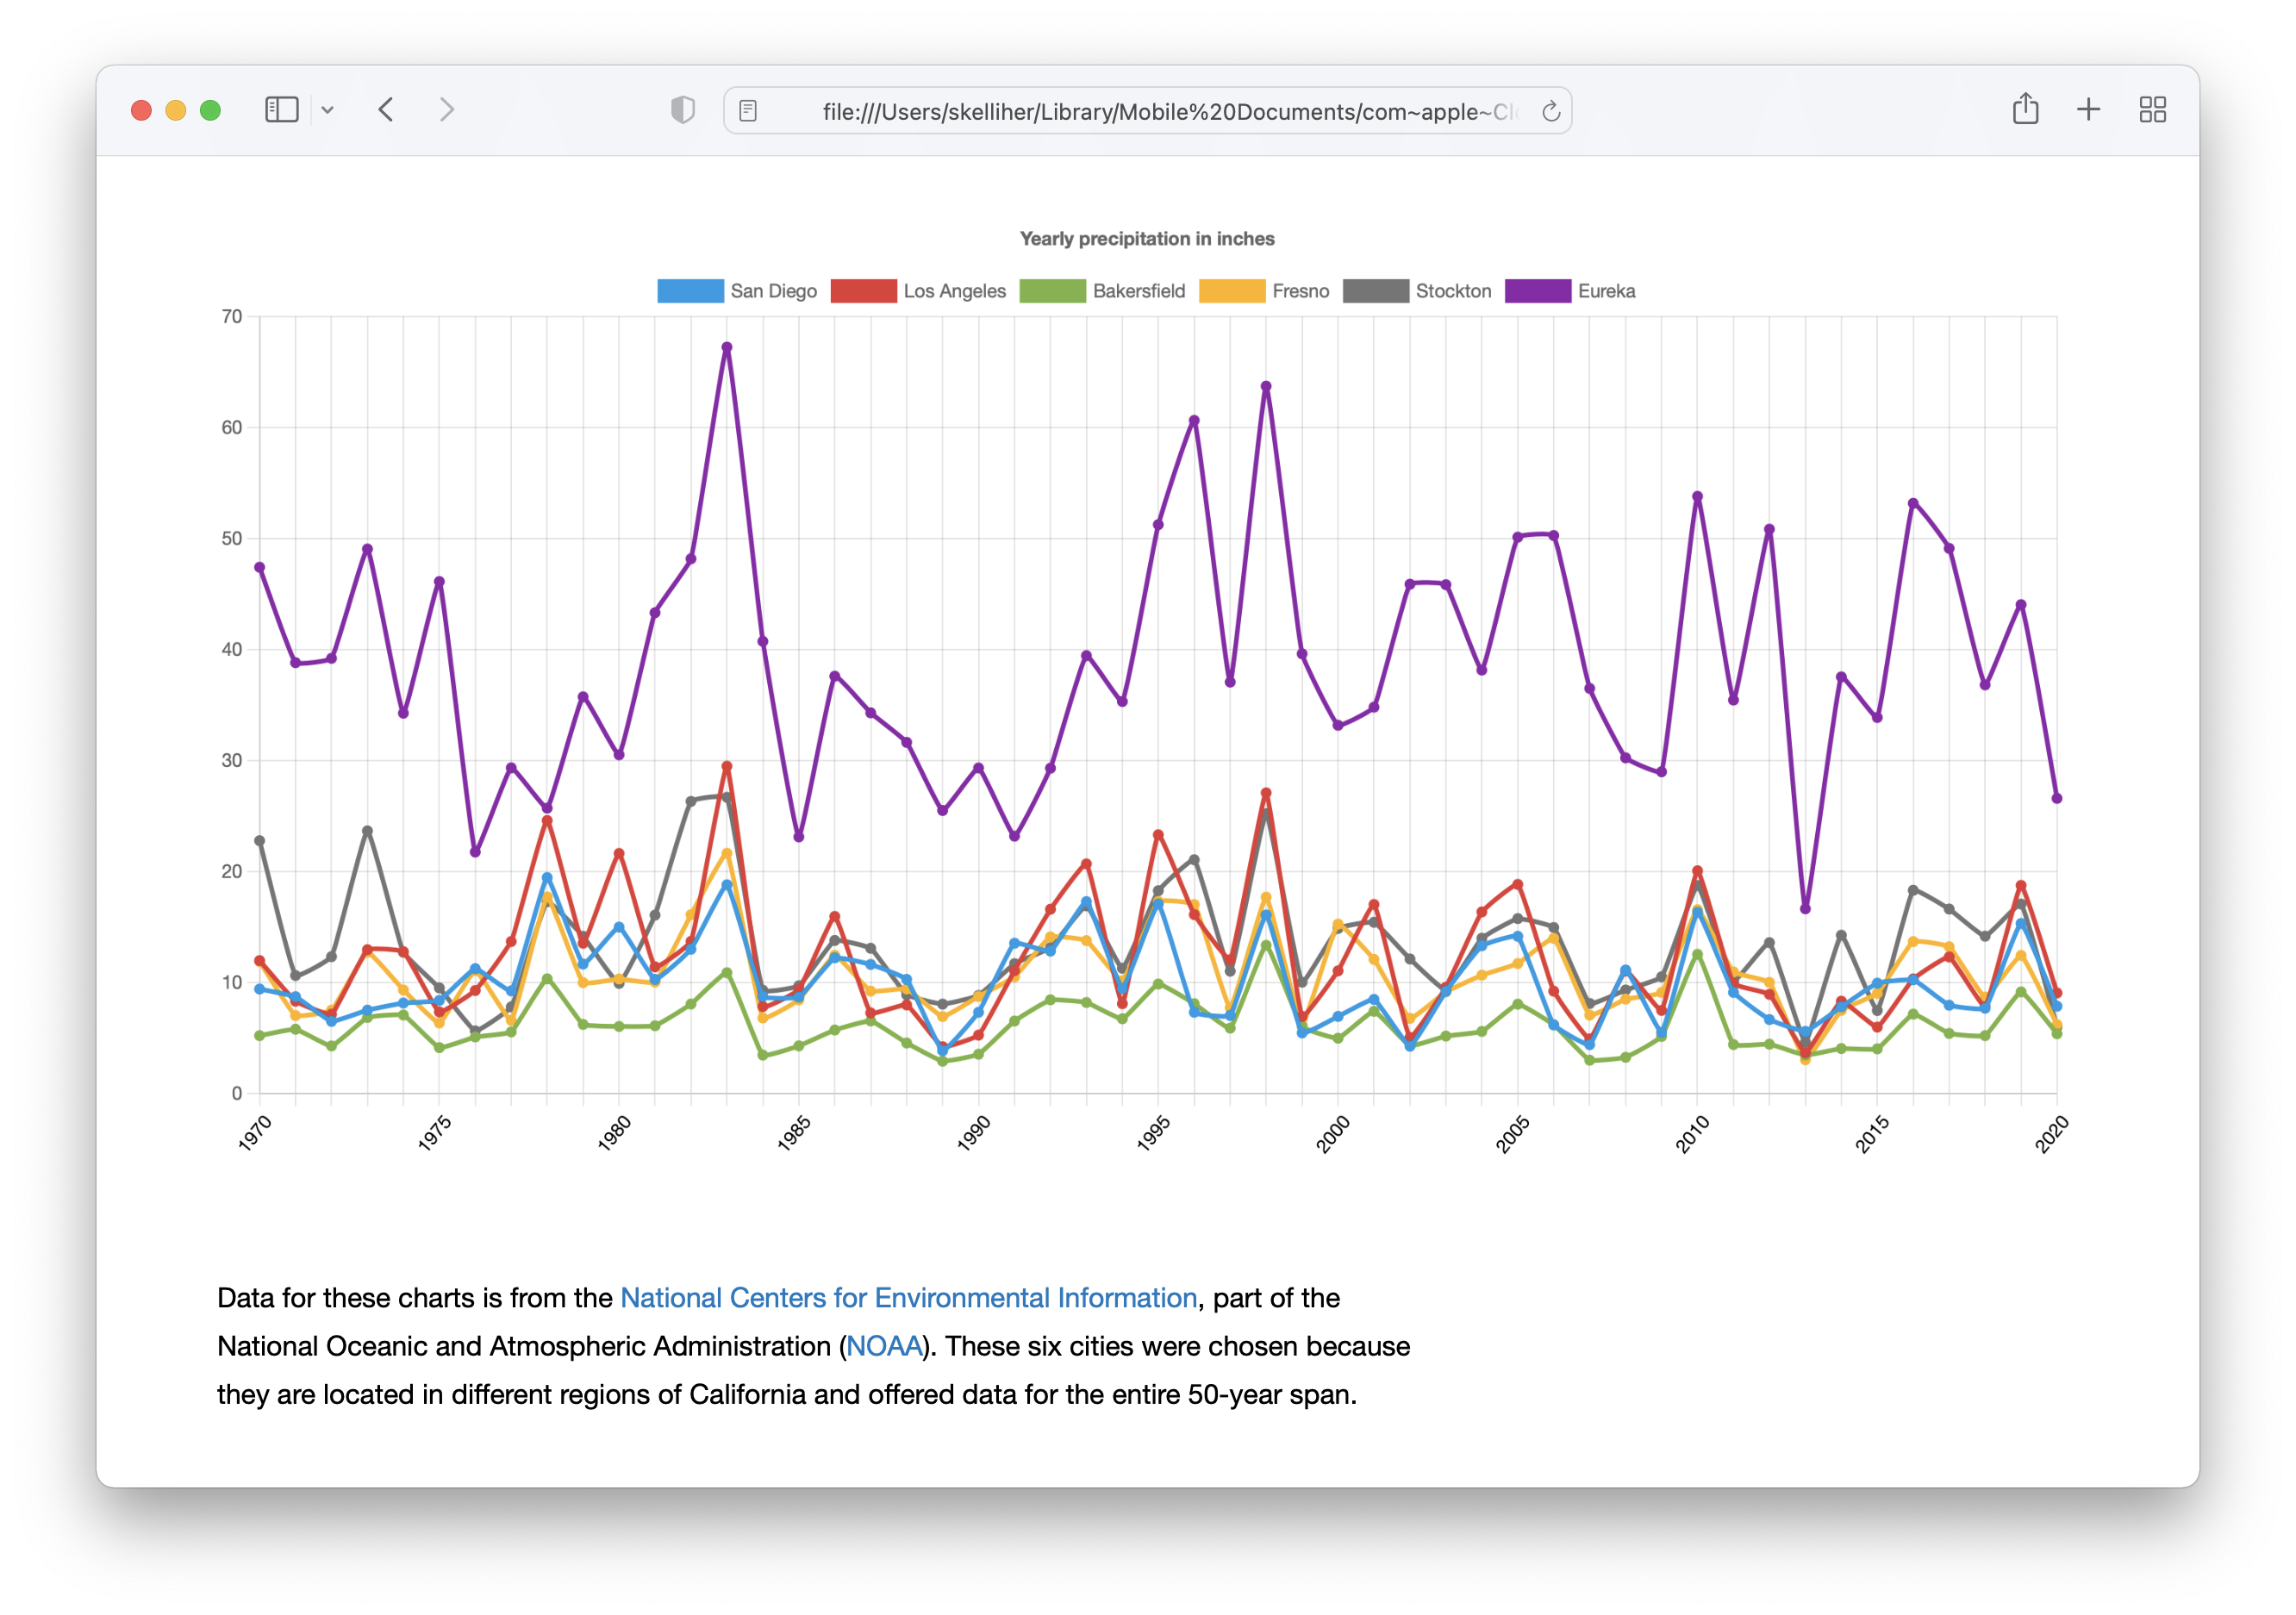 file:///Users/skelliher/Library/Mobile%20Documents/com~apple~Cl
Yearly precipitation in inches
San Diego Los Angeles Bakersfield Fresno Stockton Eureka
70
60
50
40
30
20
10
0
1970 1975 1980 1985 1990 1995 2000 2005 2010 2015 2020
Data for these charts is from the National Centers for Environmental Information, part of the
National Oceanic and Atmospheric Administration (NOAA). These six cities were chosen because
they are located in different regions of California and offered data for the entire 50-year span.